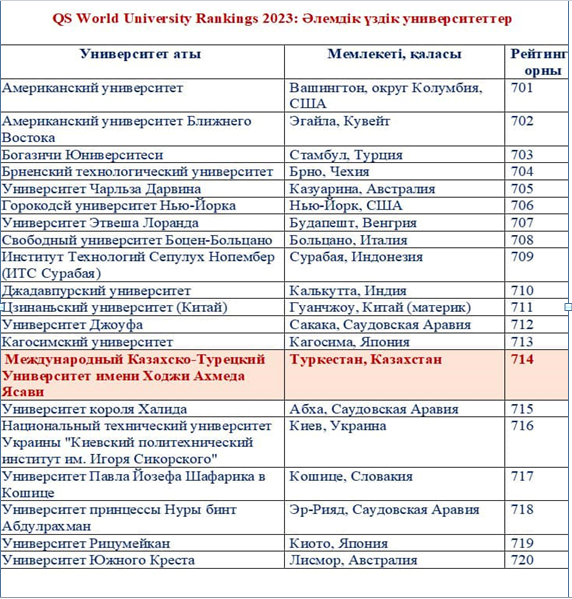 QS World University Rankings 2023: Әлемдік үздік университеттер
Университет аты Мемлекеті, қаласы Рейтинг
орны
Американский университет Вашингтон, округ Колумбия, 701
США
Американский университет Ближнего Эгайла, Кувейт 702
Востока
Богазичи Юниверситеси Стамбул, Турция 703
Брненский технологический университет Брно, Чехия 704
Университет Чарльза Дарвина Казуарина, Австралия 705
Городкой университет Нью-Йорка Нью-Йорк, США 706
Университет Этвеша Лоранда Будапешт, Венгрия 707
Свободный университет Боцен-Больцано Больцано, Италия 708
Институт Технологий Сепулух Нопембер Сурабая, Индонезия 709
(ИТС Сурабая)
Джадавпурский университет Калькутта, Индия 710
Цзинаньский университет (Китай) Гуанчжоу, Китай (материк) 711
Университет Джоуфа Сакака, Саудовская Аравия 712
Кагосимский университет Кагосима, Япония 713
Международный Казахско-Турецкий Туркестан, Казахстан 714
Университет имени Ходжи Ахмеда
Ясави
Университет короля Халида Абха, Саудовская Аравия 715
Национальный технический университет Киев, Украина 716
Украины "Киевский политехнический
институт им. Игоря Сикорского"
Университет Павла Йозефа Шафарика в Кошице, Словакия 717
Кошице
Университет принцессы Нуры бинт Эр-Рияд, Саудовская Аравия 718
Абдулрахман
Университет Рицумейкан Киото, Япония 719
Университет Южного Креста Лисмор, Австралия 720